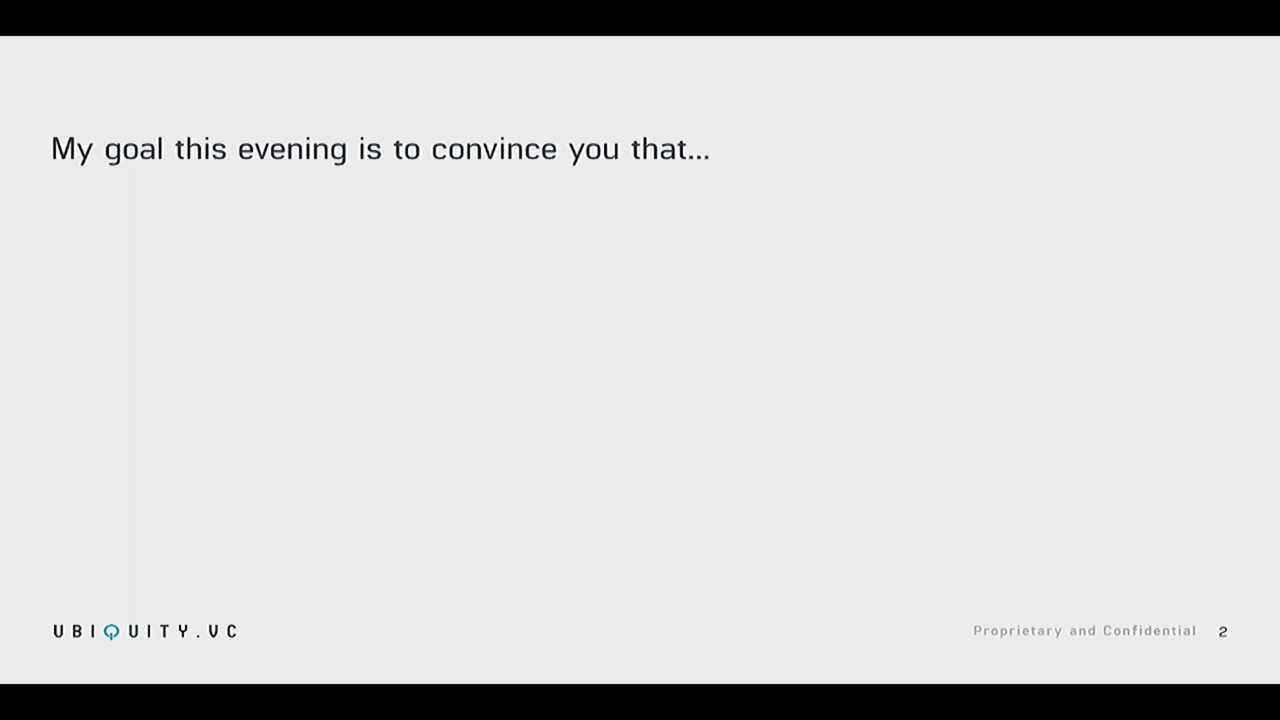 My goal this evening is to convince you that...
UBIQUITY.VC
Proprietary and Confidential 2